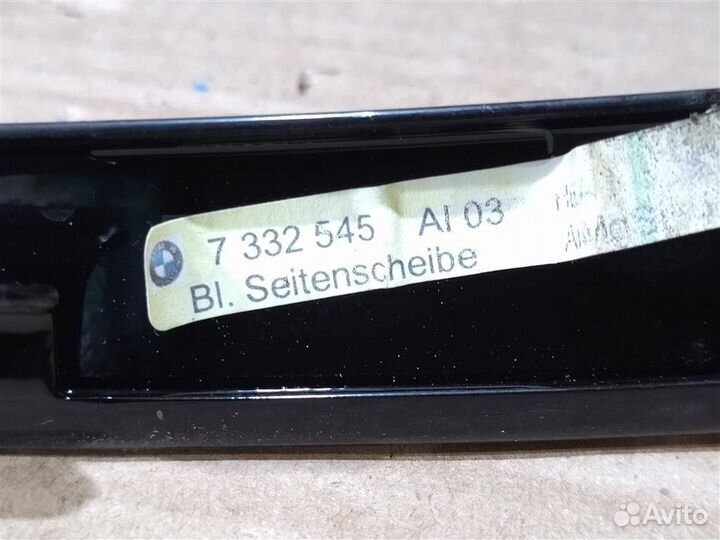 7 332 545 AI 03
Bl. Seitenscheibe
Avito